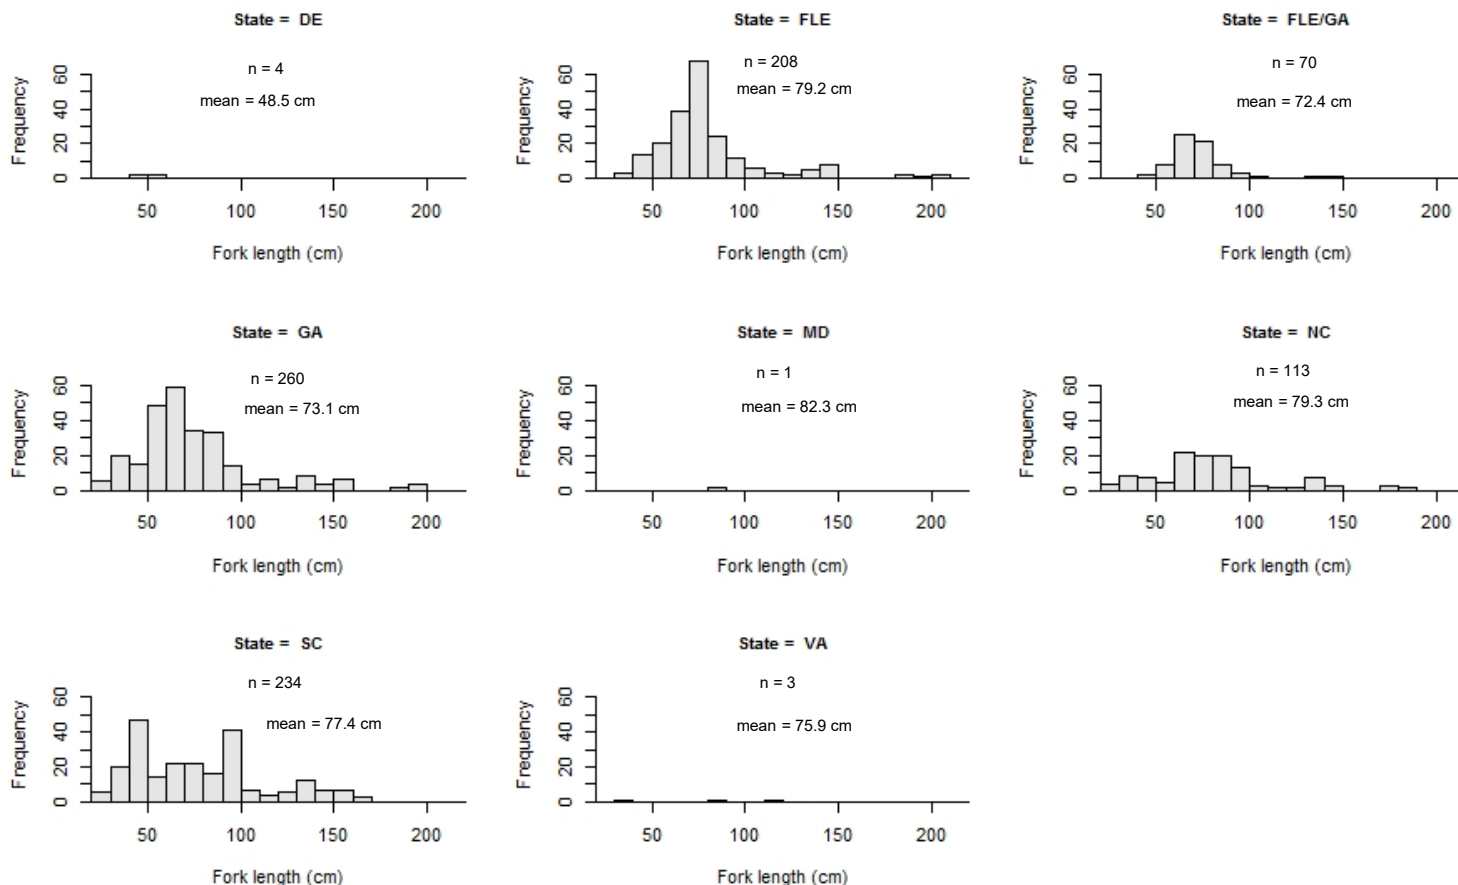 State = DE
n = 4
mean = 48.5 cm
Frequency
0 20 40 60
50 100 150 200
Fork length (cm)
State = FLE
n = 208
mean = 79.2 cm
Frequency
0 20 40 60
50 100 150 200
Fork length (cm)
State = FLE/GA
n = 70
mean = 72.4 cm
Frequency
0 20 40 60
50 100 150 200
Fork length (cm)
State = GA
n = 260
mean = 73.1 cm
Frequency
0 20 40 60
50 100 150 200
Fork length (cm)
State = MD
n = 1
mean = 82.3 cm
Frequency
0 20 40 60
50 100 150 200
Fork length (cm)
State = NC
n = 113
mean = 79.3 cm
Frequency
0 20 40 60
50 100 150 200
Fork length (cm)
State = SC
n = 234
mean = 77.4 cm
Frequency
0 20 40 60
50 100 150 200
Fork length (cm)
State = VA
n = 3
mean = 75.9 cm
Frequency
0 20 40 60
50 100 150 200
Fork length (cm)